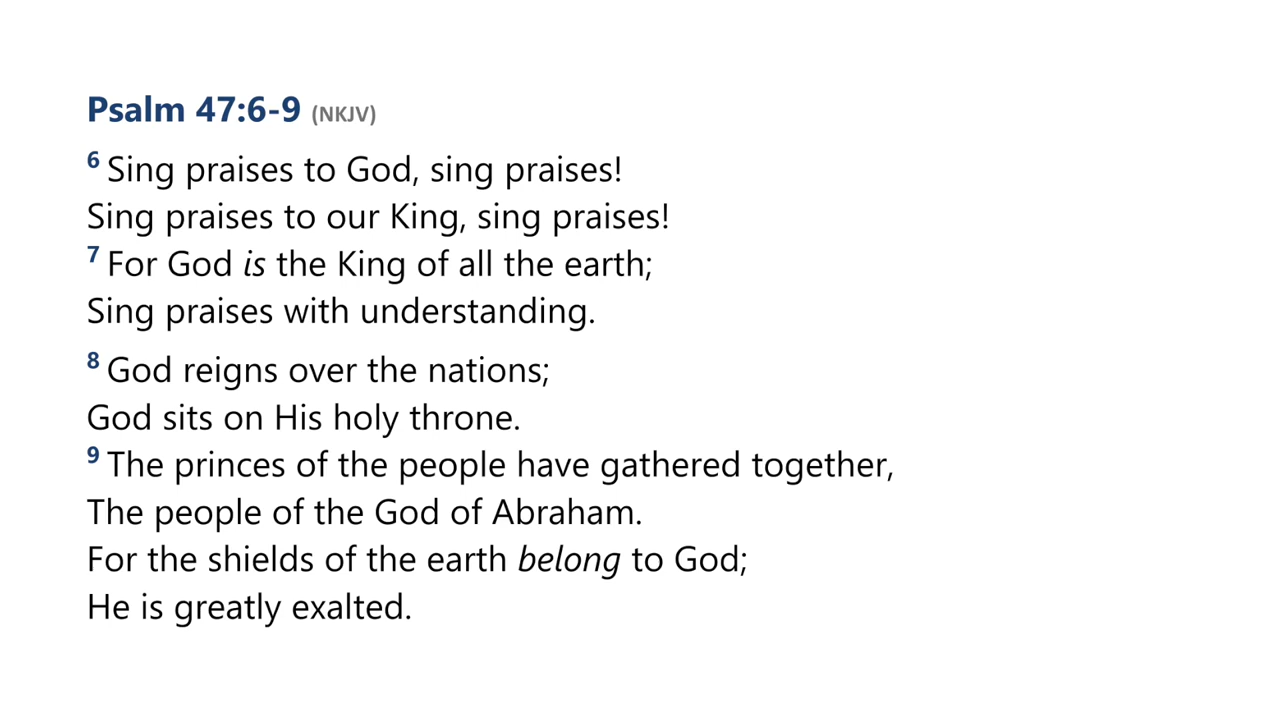 Psalm 47:6-9 (NKJV)
6 Sing praises to God, sing praises!
Sing praises to our King, sing praises!
7 For God is the King of all the earth;
Sing praises with understanding.
8 God reigns over the nations;
God sits on His holy throne.
9 The princes of the people have gathered together,
The people of the God of Abraham.
For the shields of the earth belong to God;
He is greatly exalted.